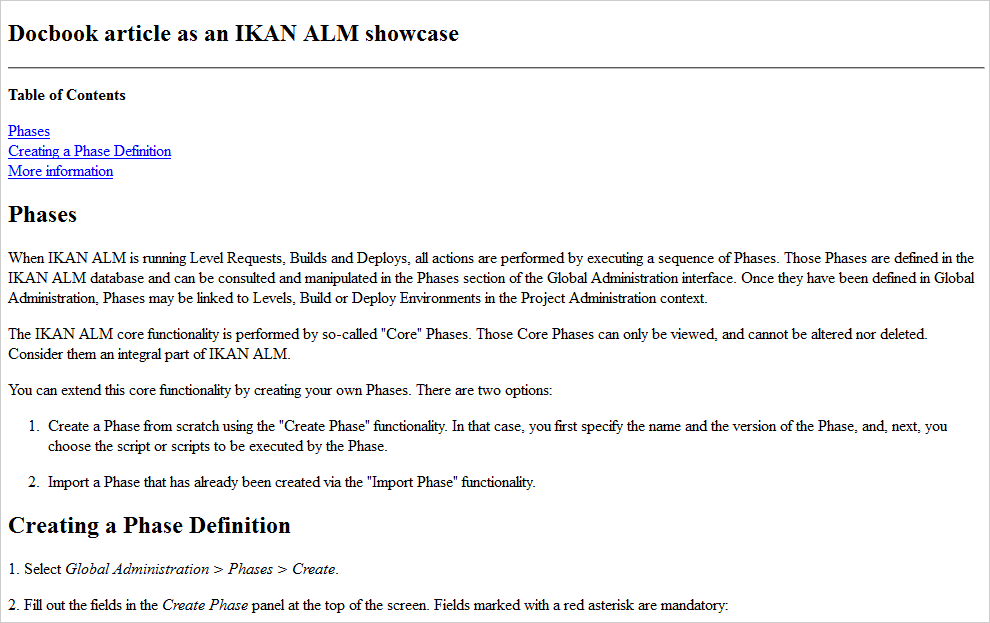 Docbook article as an IKAN ALM showcase
Table of Contents
Phases
Creating a Phase Definition
More information
Phases
When IKAN ALM is running Level Requests, Builds and Deploys, all actions are performed by executing a sequence of Phases. Those Phases are defined in the
IKAN ALM database and can be consulted and manipulated in the Phases section of the Global Administration interface. Once they have been defined in Global
Administration, Phases may be linked to Levels, Build or Deploy Environments in the Project Administration context.
The IKAN ALM core functionality is performed by so-called "Core" Phases. Those Core Phases can only be viewed, and cannot be altered nor deleted.
Consider them an integral part of IKAN ALM.
You can extend this core functionality by creating your own Phases. There are two options:
1. Create a Phase from scratch using the "Create Phase" functionality. In that case, you first specify the name and the version of the Phase, and, next, you
choose the script or scripts to be executed by the Phase.
2. Import a Phase that has already been created via the "Import Phase" functionality.
Creating a Phase Definition
1. Select Global Administration > Phases > Create.
2. Fill out the fields in the Create Phase panel at the top of the screen. Fields marked with a red asterisk are mandatory: